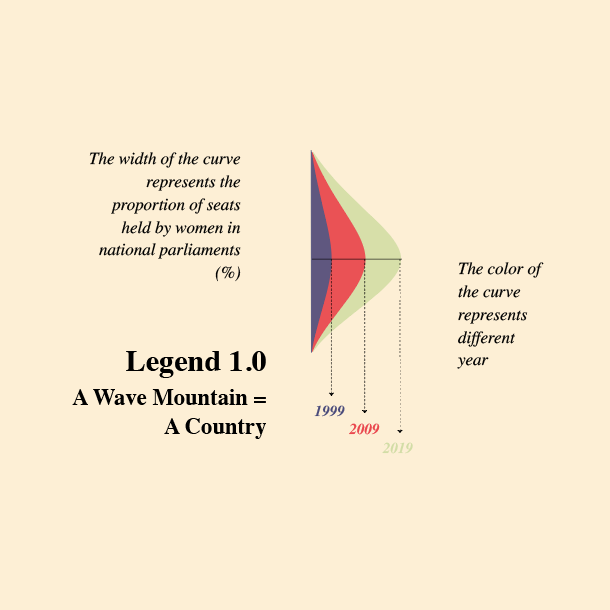 The width of the curve
represents the
proportion of seats
held by women in
national parliaments
(%)
The color of
the curve
represents
different
year
Legend 1.0
A Wave Mountain =
A Country
1999
2009
2019